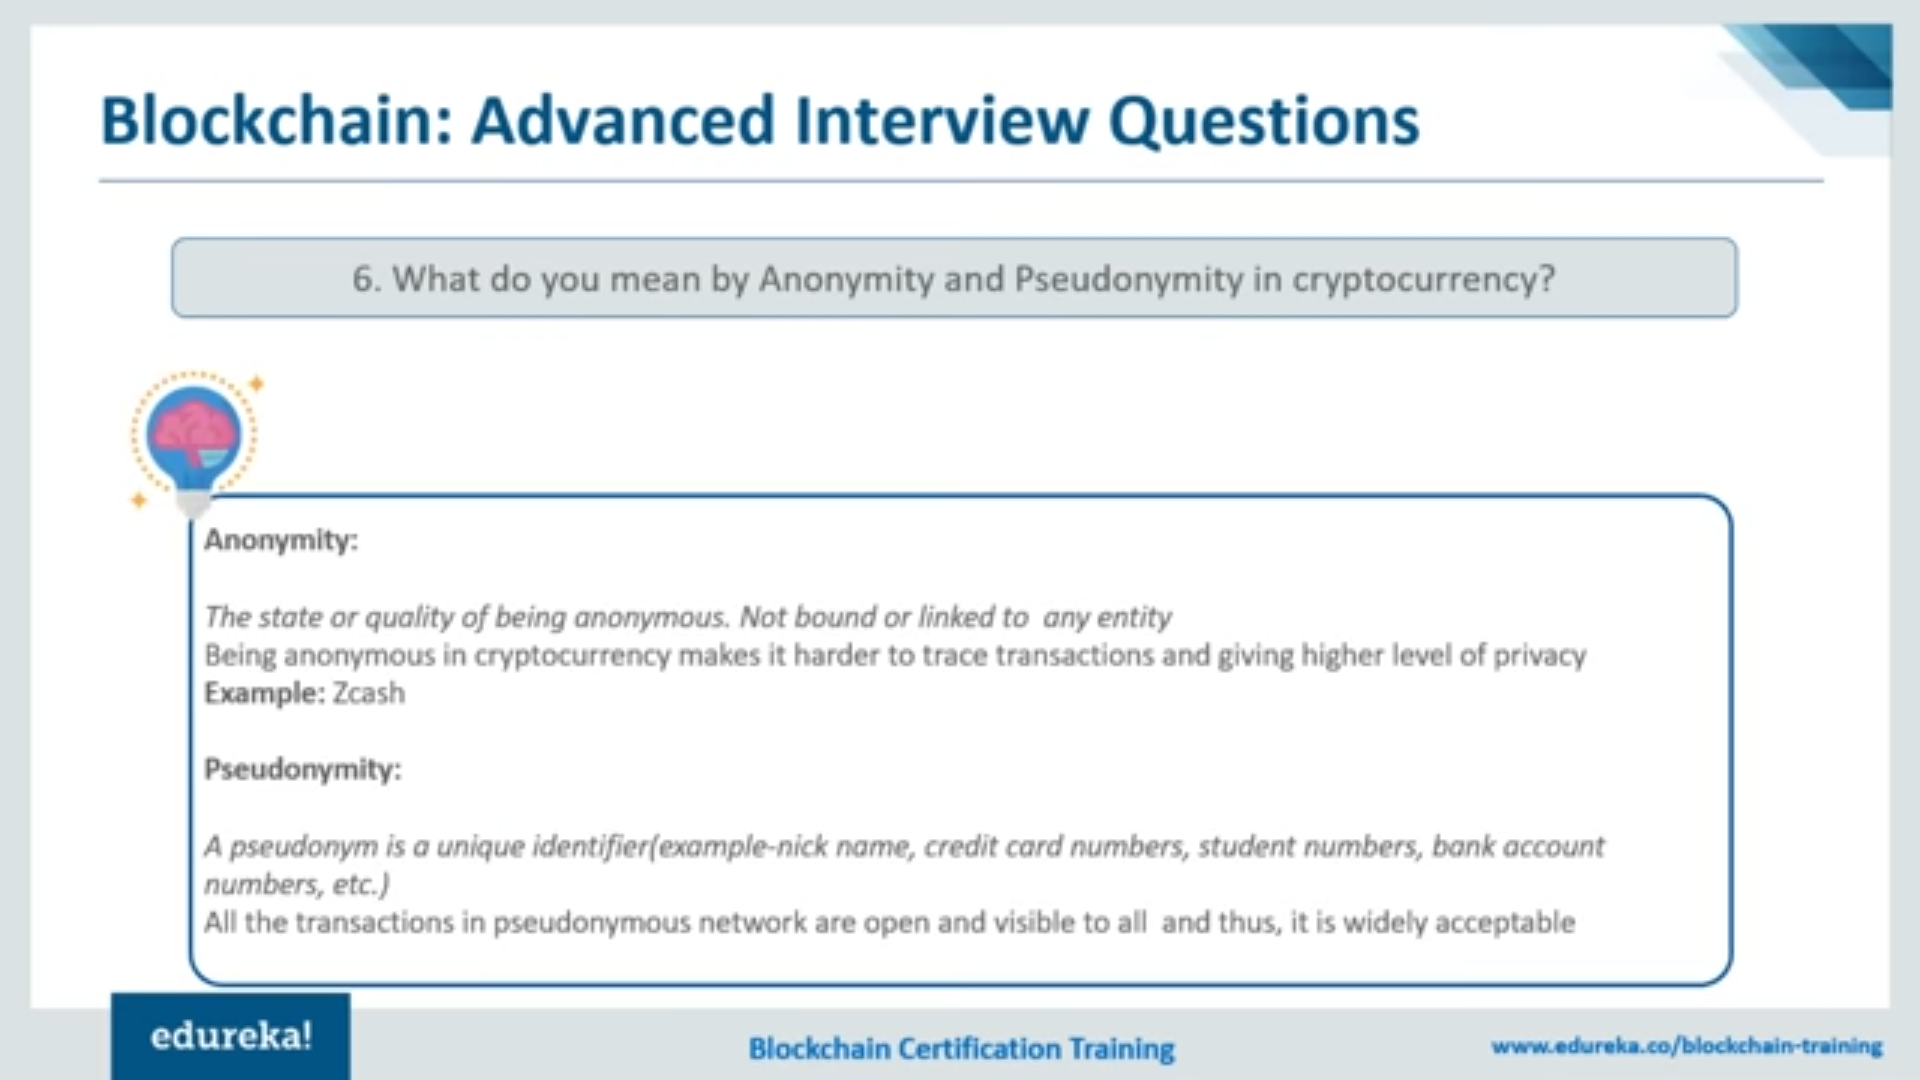 Blockchain: Advanced Interview Questions
6. What do you mean by Anonymity and Pseudonymity in cryptocurrency?
Anonymity:
The state or quality of being anonymous. Not bound or linked to any entity
Being anonymous in cryptocurrency makes it harder to trace transactions and giving higher level of privacy
Example: Zcash
Pseudonymity:
A pseudonym is a unique identifier(example-nick name, credit card numbers, student numbers, bank account
numbers, etc.)
All the transactions in pseudonymous network are open and visible to all and thus, it is widely acceptable
edureka!
Blockchain Certification Training
www.edureka.co/blockchain-training